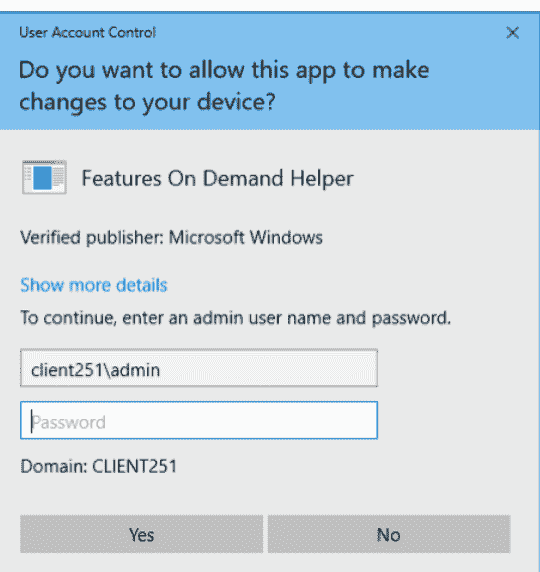 User Account Control
Do you want to allow this app to make
changes to your device?
Features On Demand Helper
Verified publisher: Microsoft Windows
Show more details
To continue, enter an admin user name and password.
client251\admin
Password
Domain: CLIENT251
Yes
No